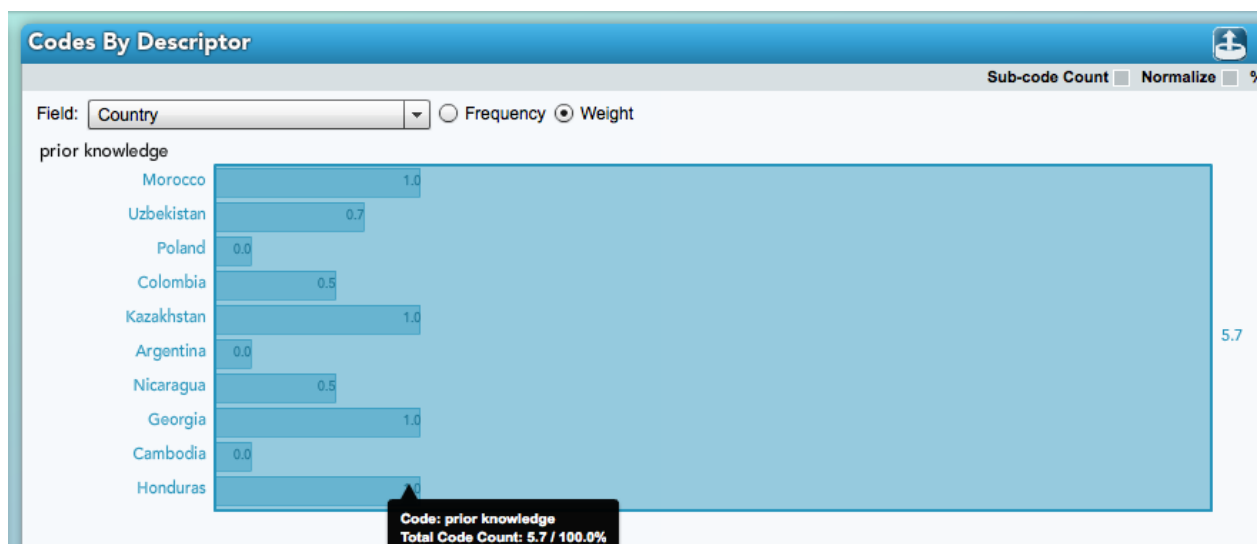 Codes By Descriptor
Sub-code Count Normalize %
Field: Country Frequency Weight
prior knowledge
Morocco 1.0
Uzbekistan 0.7
Poland 0.0
Colombia 0.5
Kazakhstan 1.0
5.7
Argentina 0.0
Nicaragua 0.5
Georgia 1.0
Cambodia 0.0
Honduras
Code: prior knowledge
Total Code Count: 5.7 / 100.0%